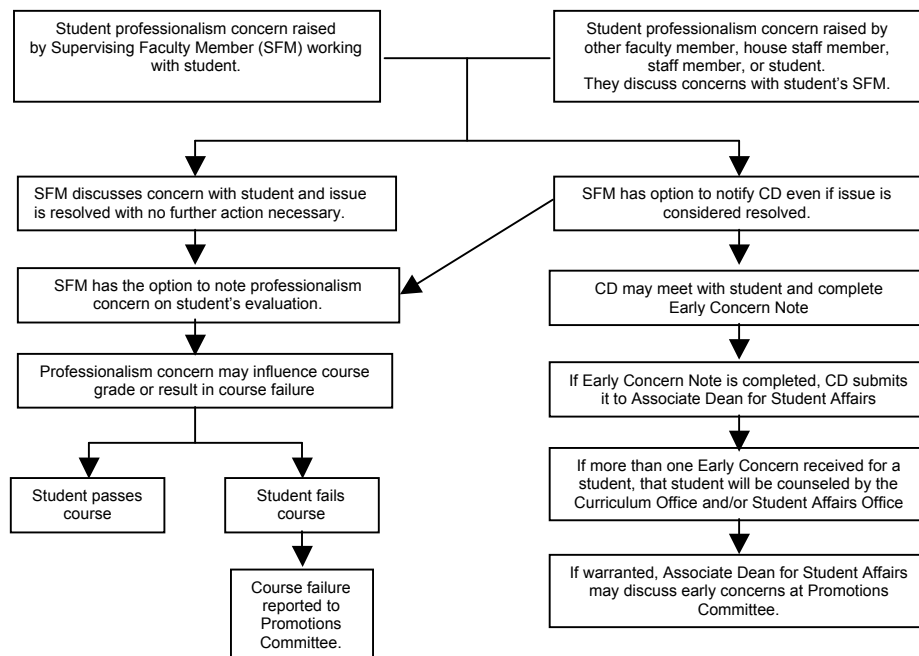 Student professionalism concern raised
by Supervising Faculty Member (SFM) working
with student.
Student professionalism concern raised by
other faculty member, house staff member,
staff member, or student.
They discuss concerns with student's SFM.
SFM discusses concern with student and issue
is resolved with no further action necessary.
SFM has option to notify CD even if issue is
considered resolved.
SFM has the option to note professionalism
concern on student's evaluation.
CD may meet with student and complete
Early Concern Note
Professionalism concern may influence course
grade or result in course failure
If Early Concern Note is completed, CD submits
it to Associate Dean for Student Affairs
Student passes
course
Student fails
course
If more than one Early Concern received for a
student, that student will be counseled by the
Curriculum Office and/or Student Affairs Office
Course failure
reported to
Promotions
Committee.
If warranted, Associate Dean for Student Affairs
may discuss early concerns at Promotions
Committee.